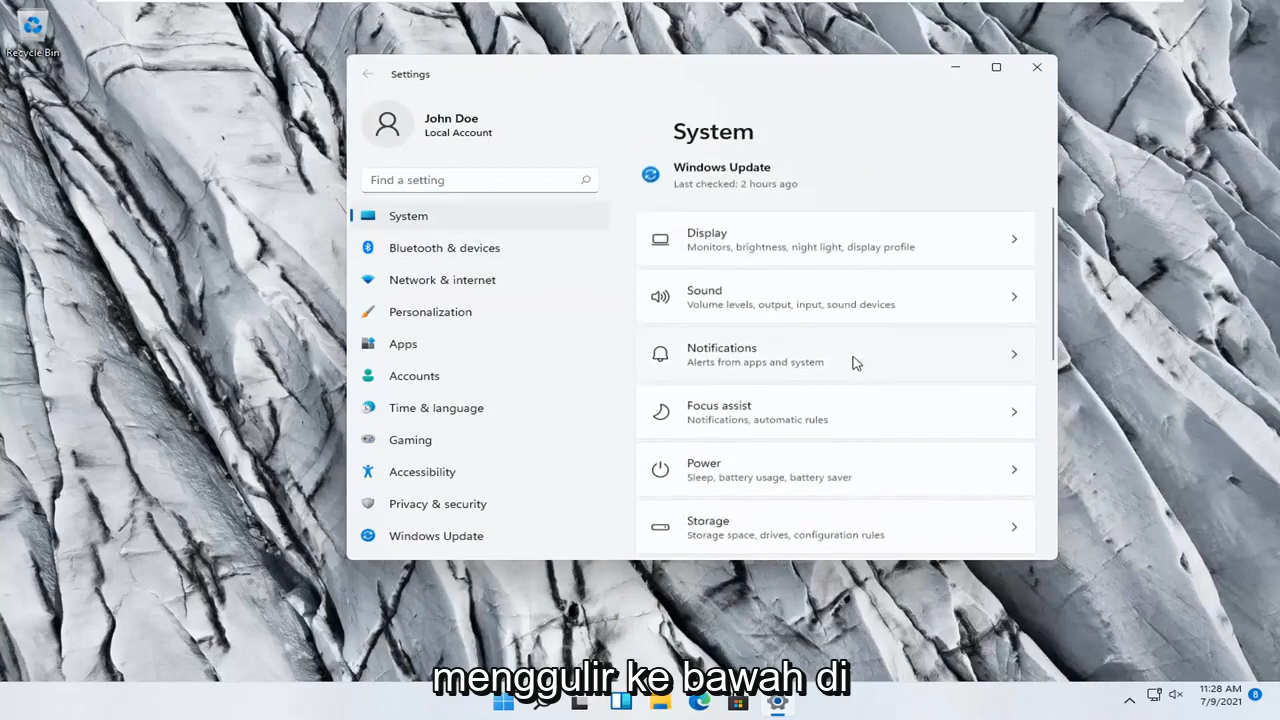 Recycle Bin
Settings
John Doe
Local Account
Find a setting
System
Bluetooth & devices
Network & internet
Personalization
Apps
Accounts
Time & language
Gaming
Accessibility
Privacy & security
Windows Update
System
Windows Update
Last checked: 2 hours ago
Display
Monitors, brightness, night light, display profile
Sound
Volume levels, output, input, sound devices
Notifications
Alerts from apps and system
Focus assist
Notifications, automatic rules
Power
Sleep, battery usage, battery saver
Storage
Storage space, drives, configuration rules
menggulir ke bawah di
11:28 AM
7/9/2021
8